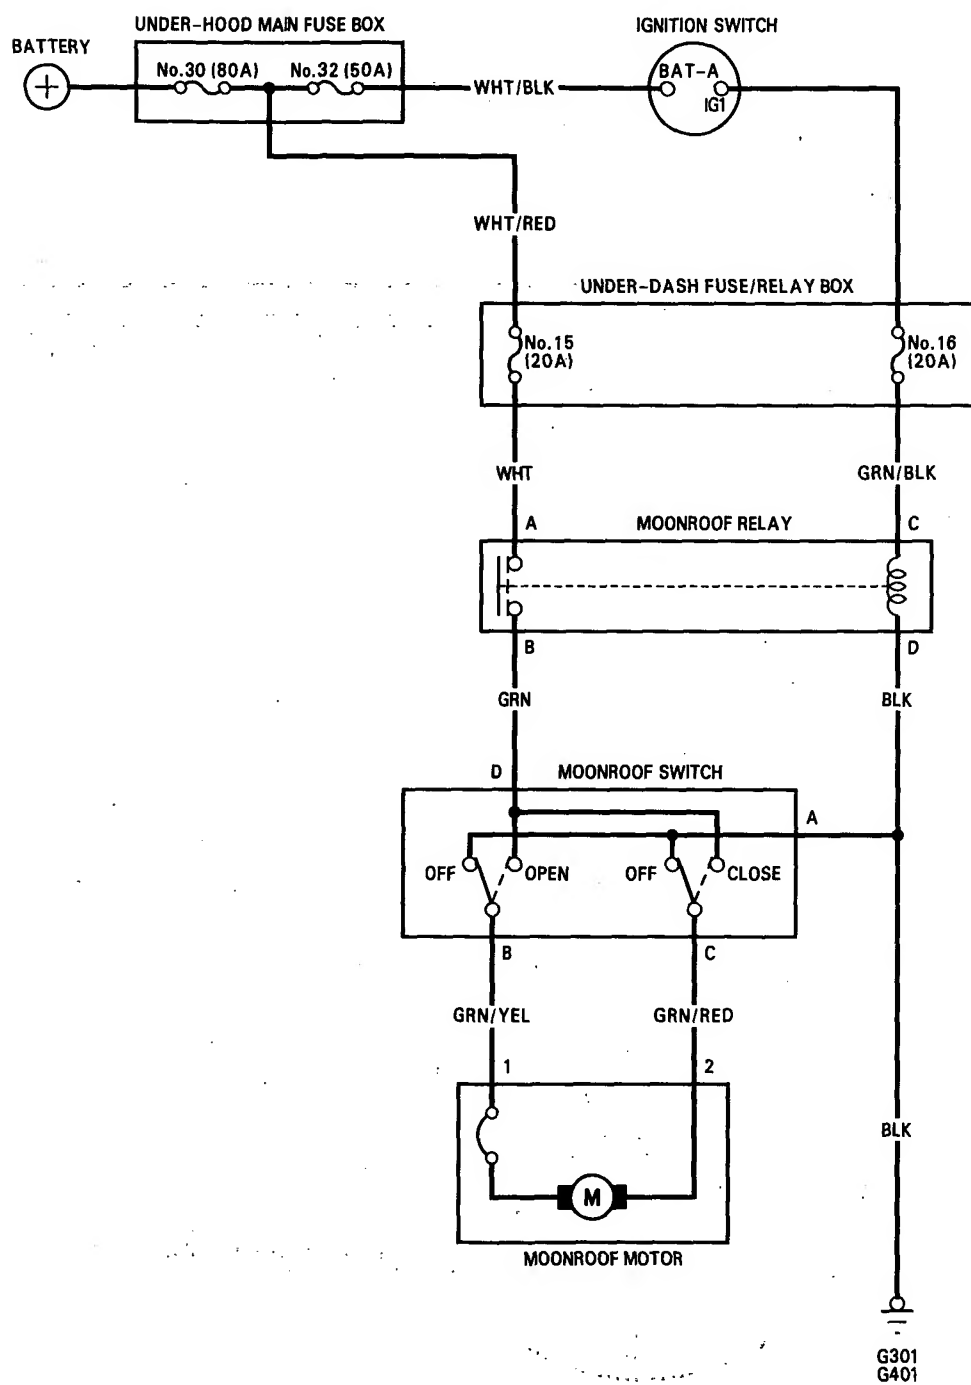 UNDER-HOOD MAIN FUSE BOX
IGNITION SWITCH
BATTERY
No.30 (80A)
No.32 (50A)
WHT/BLK
BAT-A
IG1
WHT/RED
UNDER-DASH FUSE/RELAY BOX
No.15
(20A)
No.16
(20A)
WHT
GRN/BLK
A
MOONROOF RELAY
C
B
D
GRN
BLK
D
MOONROOF SWITCH
A
OFF
OPEN
OFF
CLOSE
B
C
GRN/YEL
GRN/RED
1
2
BLK
M
MOONROOF MOTOR
G301
G401